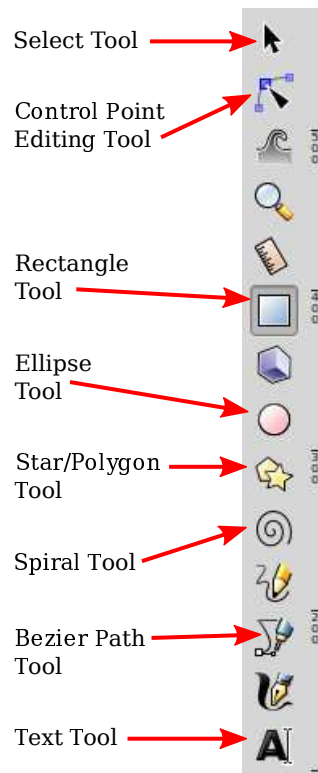 Select Tool
Control Point
Editing Tool
Rectangle
Tool
Ellipse
Tool
Star/Polygon
Tool
Spiral Tool
Bezier Path
Tool
Text Tool